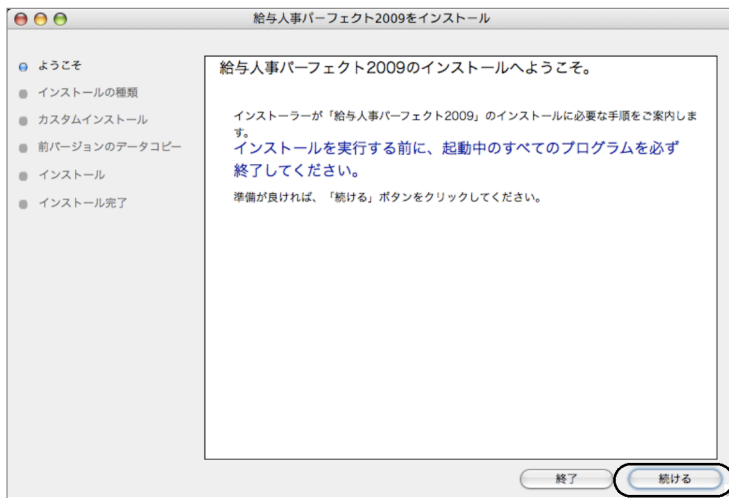 給与人事パーフェクト2009をインストール
ようこそ
インストールの種類
カスタムインストール
前バージョンのデータコピー
インストール
インストール完了
給与人事パーフェクト2009のインストールへようこそ。
インストーラーが「給与人事パーフェクト2009」のインストールに必要な手順をご案内しま
す。
インストールを実行する前に、起動中のすべてのプログラムを必ず
終了してください。
準備が良ければ、「続ける」ボタンをクリックしてください。
終了
続ける